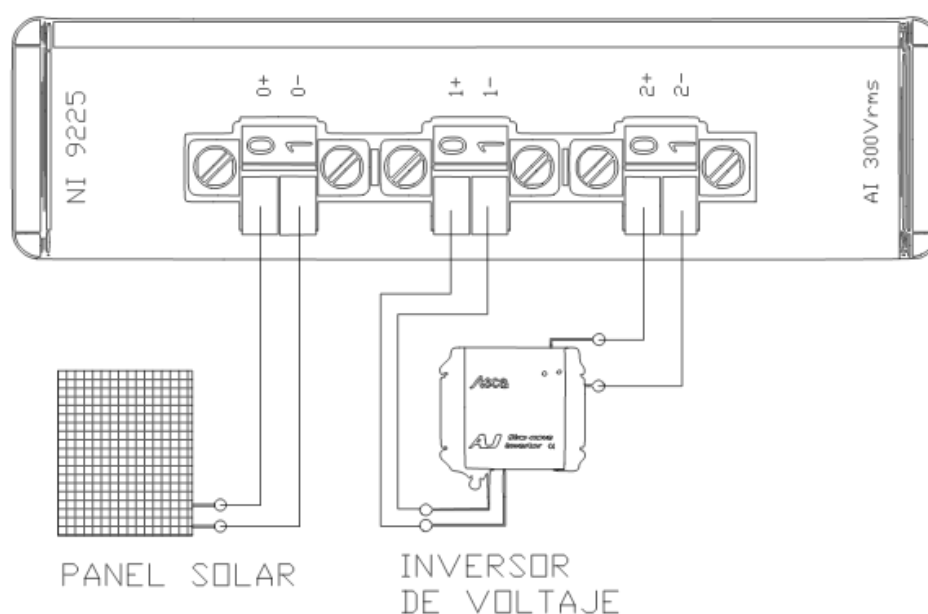 0+ 0-
1+ 1-
2+ 2-
NI 9225
0 1
0 1
0 1
AI 300Vrms
AJ
PANEL SOLAR
INVERSOR
DE VOLTAJE